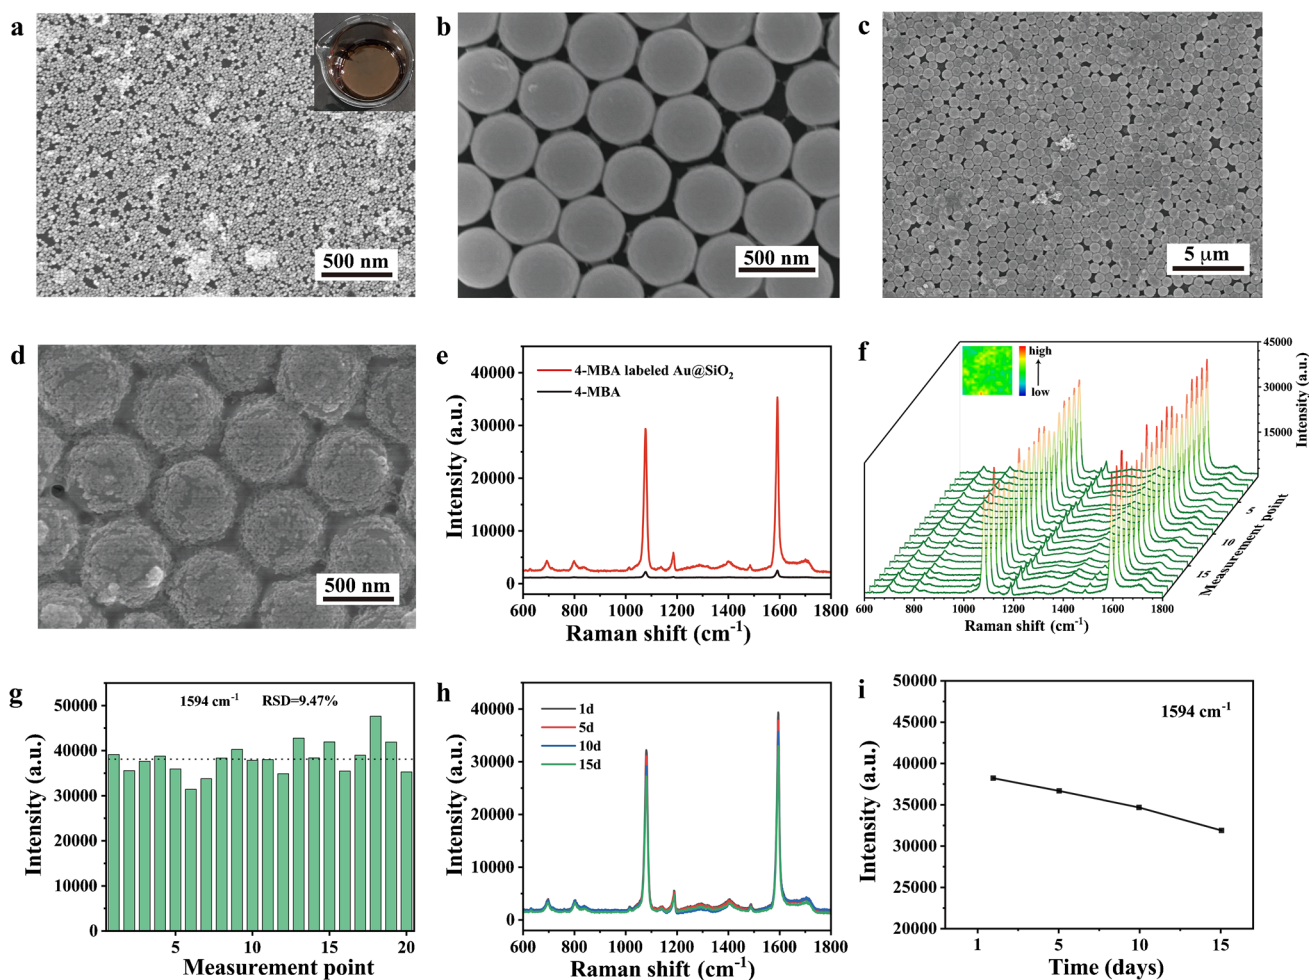 a
500 nm
b
500 nm
c
5 μm
d
500 nm
e
40000
30000
20000
10000
0
600 800 1000 1200 1400 1600 1800
Intensity (a.u.)
Raman shift (cm⁻¹)
4-MBA labeled Au@SiO₂
4-MBA
f
high
low
45000
30000
15000
Intensity (a.u.)
5
10
15
Measurement point
600 800 1000 1200 1400 1600 1800
Raman shift (cm⁻¹)
g
1594 cm⁻¹ RSD=9.47%
50000
40000
30000
20000
10000
0
Intensity (a.u.)
5 10 15 20
Measurement point
h
1d
5d
10d
15d
40000
30000
20000
10000
0
Intensity (a.u.)
600 800 1000 1200 1400 1600 1800
Raman shift (cm⁻¹)
i
1594 cm⁻¹
50000
45000
40000
35000
30000
25000
20000
Intensity (a.u.)
1 5 10 15
Time (days)